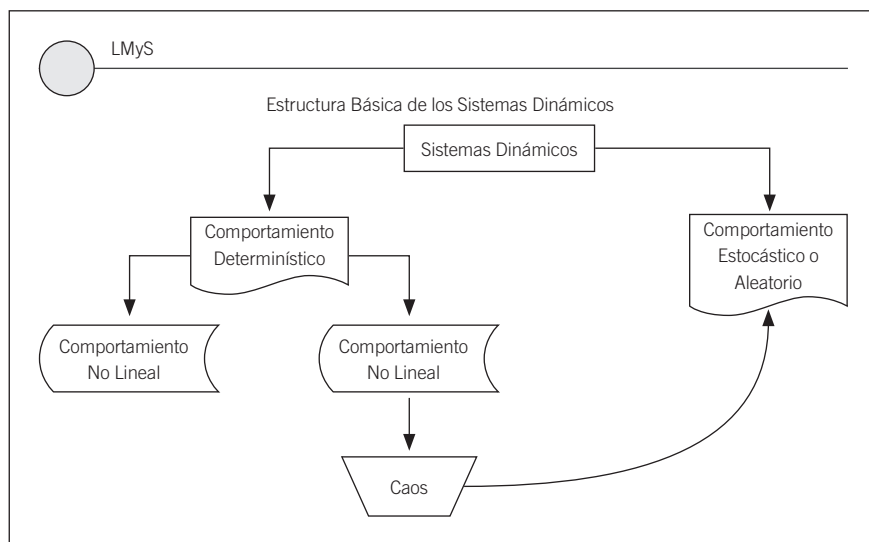 LMyS
Estructura Básica de los Sistemas Dinámicos
Sistemas Dinámicos
Comportamiento
Determinístico
Comportamiento
Estocástico o
Aleatorio
Comportamiento
No Lineal
Comportamiento
No Lineal
Caos